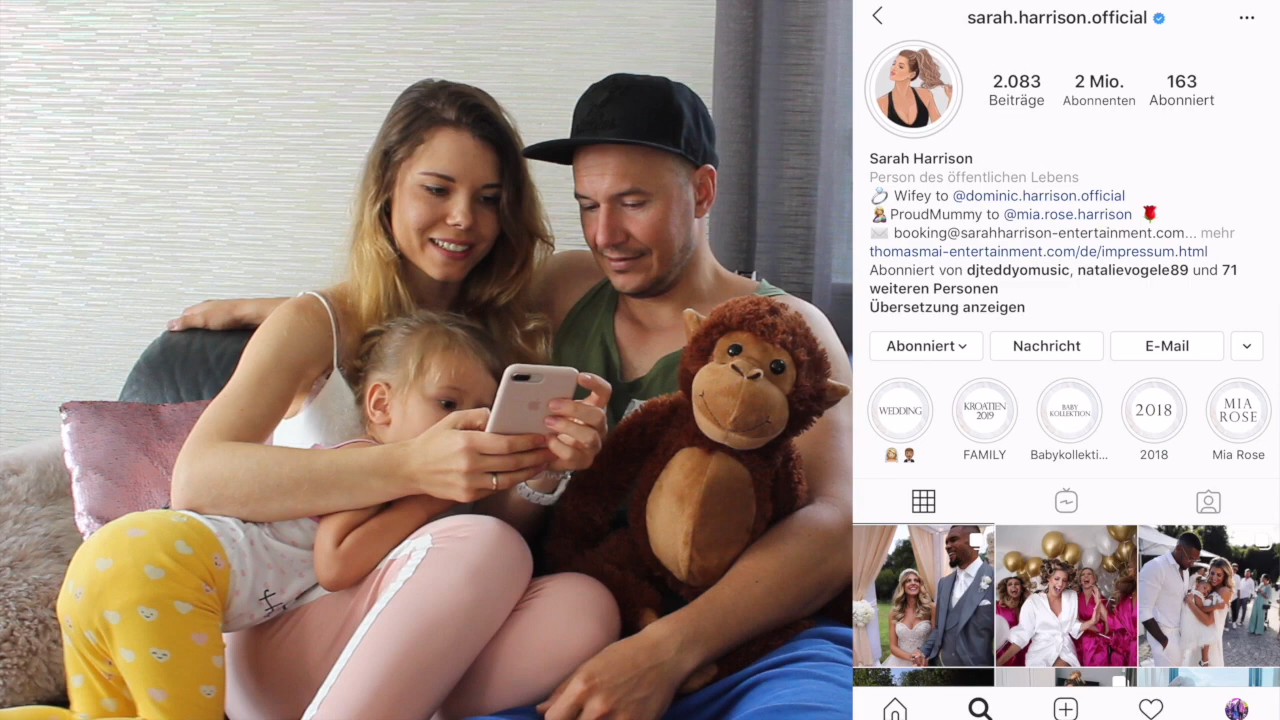 sarah.harrison.official
2.083 2 Mio. 163
Beiträge Abonnenten Abonniert
Sarah Harrison
Person des öffentlichen Lebens
💍 Wifey to @dominic.harrison.official
🤱ProudMummy to @mia.rose.harrison 🌹
✉️ booking@sarahharrison-entertainment.com... mehr
thomasmai-entertainment.com/de/impressum.html
Abonniert von djteddyomusic, natalievogele89 und 71
weiteren Personen
Übersetzung anzeigen
Abonniert Nachricht E-Mail
WEDDING
KROATIEN
2019
BABY
KOLLEKTION
2018
MIA
ROSE
FAMILY Babykollekti... 2018 Mia Rose